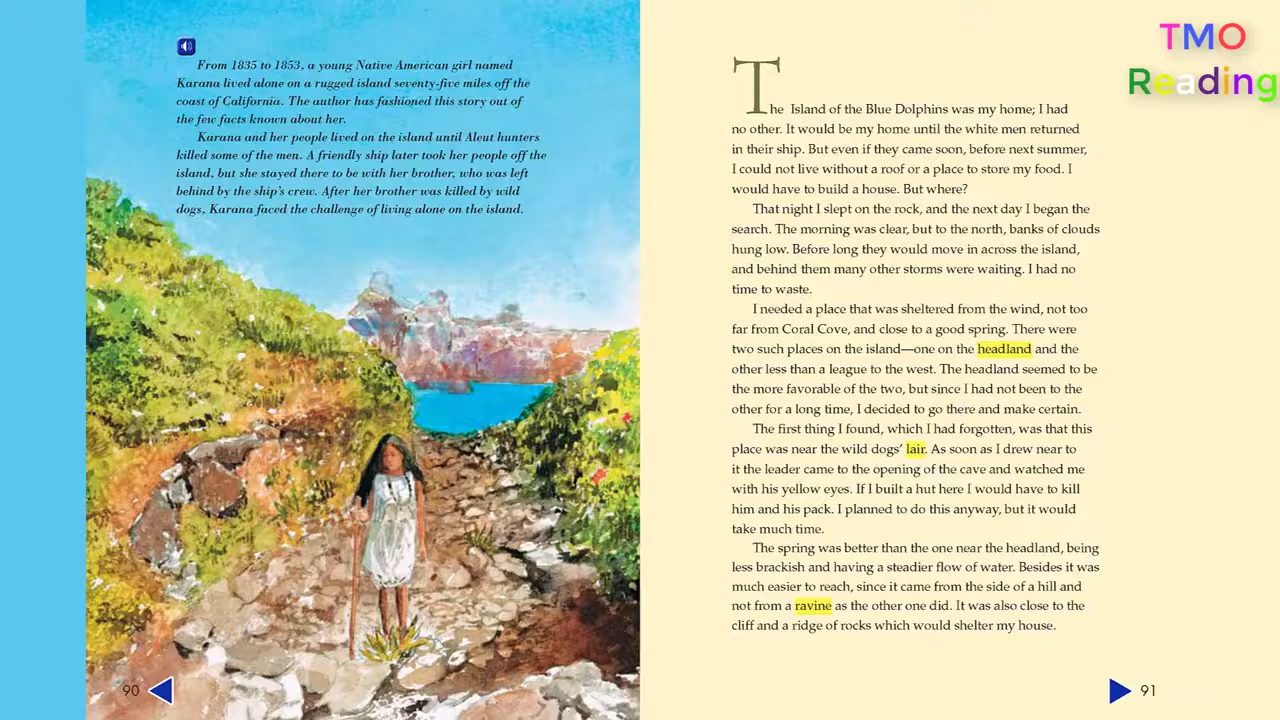 From 1835 to 1853, a young Native American girl named
Karana lived alone on a rugged island seventy-five miles off the
coast of California. The author has fashioned this story out of
the few facts known about her.
Karana and her people lived on the island until Aleut hunters
killed some of the men. A friendly ship later took her people off the
island, but she stayed there to be with her brother, who was left
behind by the ship's crew. After her brother was killed by wild
dogs, Karana faced the challenge of living alone on the island.
90
TMO
Reading
The Island of the Blue Dolphins was my home; I had
no other. It would be my home until the white men returned
in their ship. But even if they came soon, before next summer,
I could not live without a roof or a place to store my food. I
would have to build a house. But where?
That night I slept on the rock, and the next day I began the
search. The morning was clear, but to the north, banks of clouds
hung low. Before long they would move in across the island,
and behind them many other storms were waiting. I had no
time to waste.
I needed a place that was sheltered from the wind, not too
far from Coral Cove, and close to a good spring. There were
two such places on the island—one on the headland and the
other less than a league to the west. The headland seemed to be
the more favorable of the two, but since I had not been to the
other for a long time, I decided to go there and make certain.
The first thing I found, which I had forgotten, was that this
place was near the wild dogs' lair. As soon as I drew near to
it the leader came to the opening of the cave and watched me
with his yellow eyes. If I built a hut here I would have to kill
him and his pack. I planned to do this anyway, but it would
take much time.
The spring was better than the one near the headland, being
less brackish and having a steadier flow of water. Besides it was
much easier to reach, since it came from the side of a hill and
not from a ravine as the other one did. It was also close to the
cliff and a ridge of rocks which would shelter my house.
91